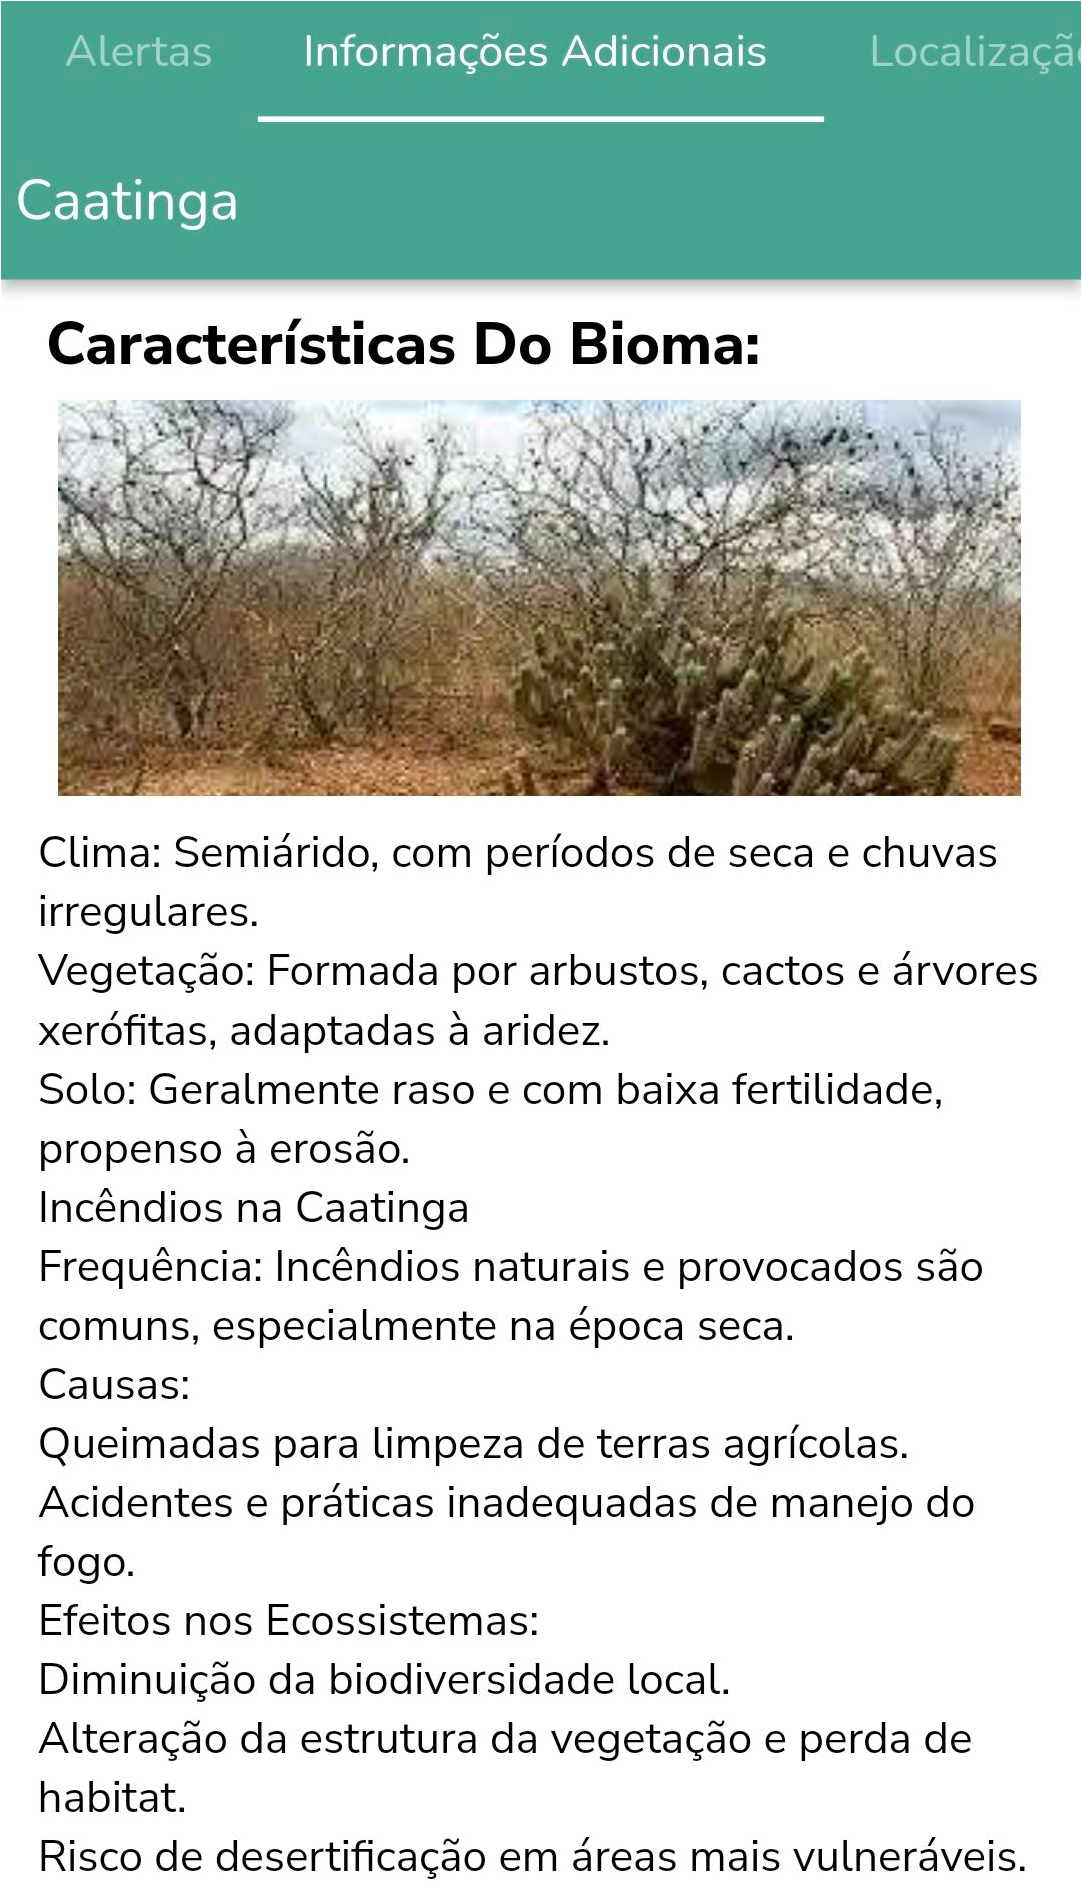 Alertas Informações Adicionais Localizaçã
Caatinga
Características Do Bioma:
Clima: Semiárido, com períodos de seca e chuvas
irregulares.
Vegetação: Formada por arbustos, cactos e árvores
xerófitas, adaptadas à aridez.
Solo: Geralmente raso e com baixa fertilidade,
propenso à erosão.
Incêndios na Caatinga
Frequência: Incêndios naturais e provocados são
comuns, especialmente na época seca.
Causas:
Queimadas para limpeza de terras agrícolas.
Acidentes e práticas inadequadas de manejo do
fogo.
Efeitos nos Ecossistemas:
Diminuição da biodiversidade local.
Alteração da estrutura da vegetação e perda de
habitat.
Risco de desertificação em áreas mais vulneráveis.